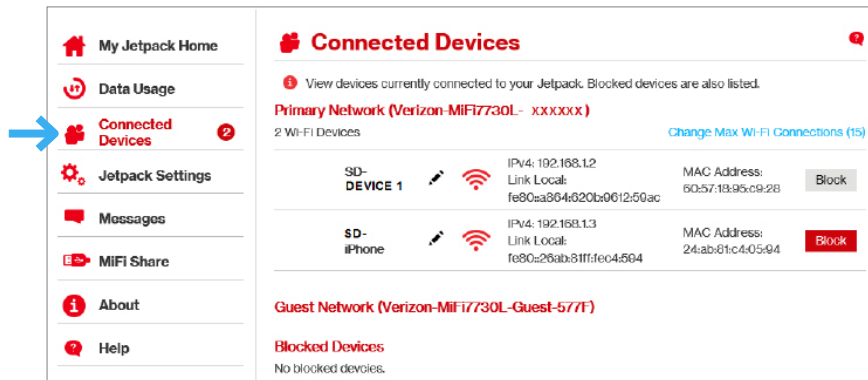 My Jetpack Home
Data Usage
Connected
Devices
2
Jetpack Settings
Messages
MiFi Share
About
Help
Connected Devices
View devices currently connected to your Jetpack. Blocked devices are also listed.
Primary Network (Verizon-MiFi7730L- XXXXXX)
2 Wi-Fi Devices
Change Max Wi-Fi Connections (15)
SD-
DEVICE 1
IPv4: 192.168.1.2
Link Local:
fe80::a864:620b:9612:59ac
MAC Address:
60:57:18:95:c9:28
Block
SD-
iPhone
IPv4: 192.168.1.3
Link Local:
fe80::26ab:81ff:fec4:594
MAC Address:
24:ab:81:c4:05:94
Block
Guest Network (Verizon-MiFi7730L-Guest-577F)
Blocked Devices
No blocked devcies.